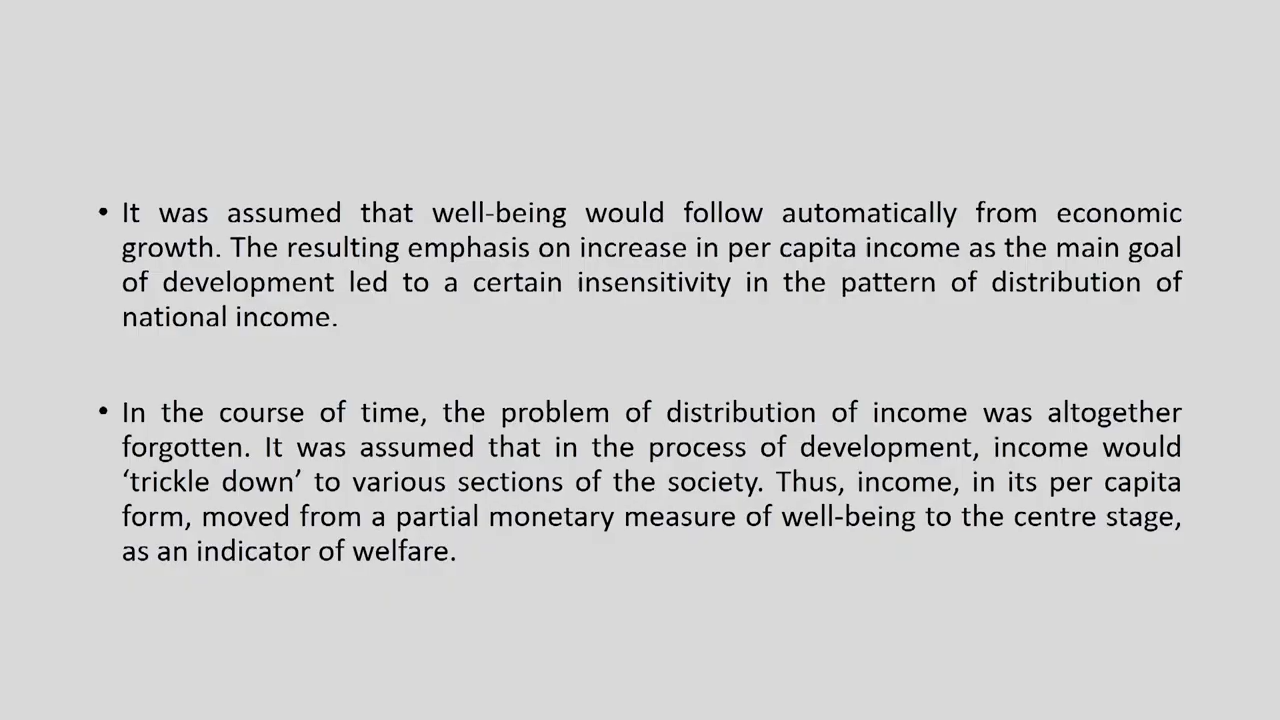 • It was assumed that well-being would follow automatically from economic
growth. The resulting emphasis on increase in per capita income as the main goal
of development led to a certain insensitivity in the pattern of distribution of
national income.
• In the course of time, the problem of distribution of income was altogether
forgotten. It was assumed that in the process of development, income would
‘trickle down’ to various sections of the society. Thus, income, in its per capita
form, moved from a partial monetary measure of well-being to the centre stage,
as an indicator of welfare.